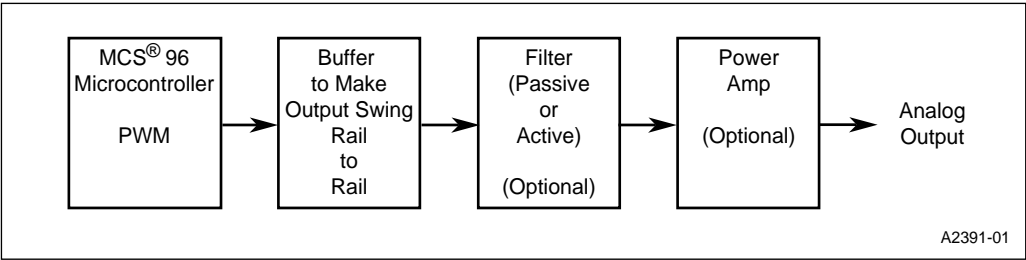 MCS® 96
Microcontroller
PWM
Buffer
to Make
Output Swing
Rail
to
Rail
Filter
(Passive
or
Active)
(Optional)
Power
Amp
(Optional)
Analog
Output
A2391-01